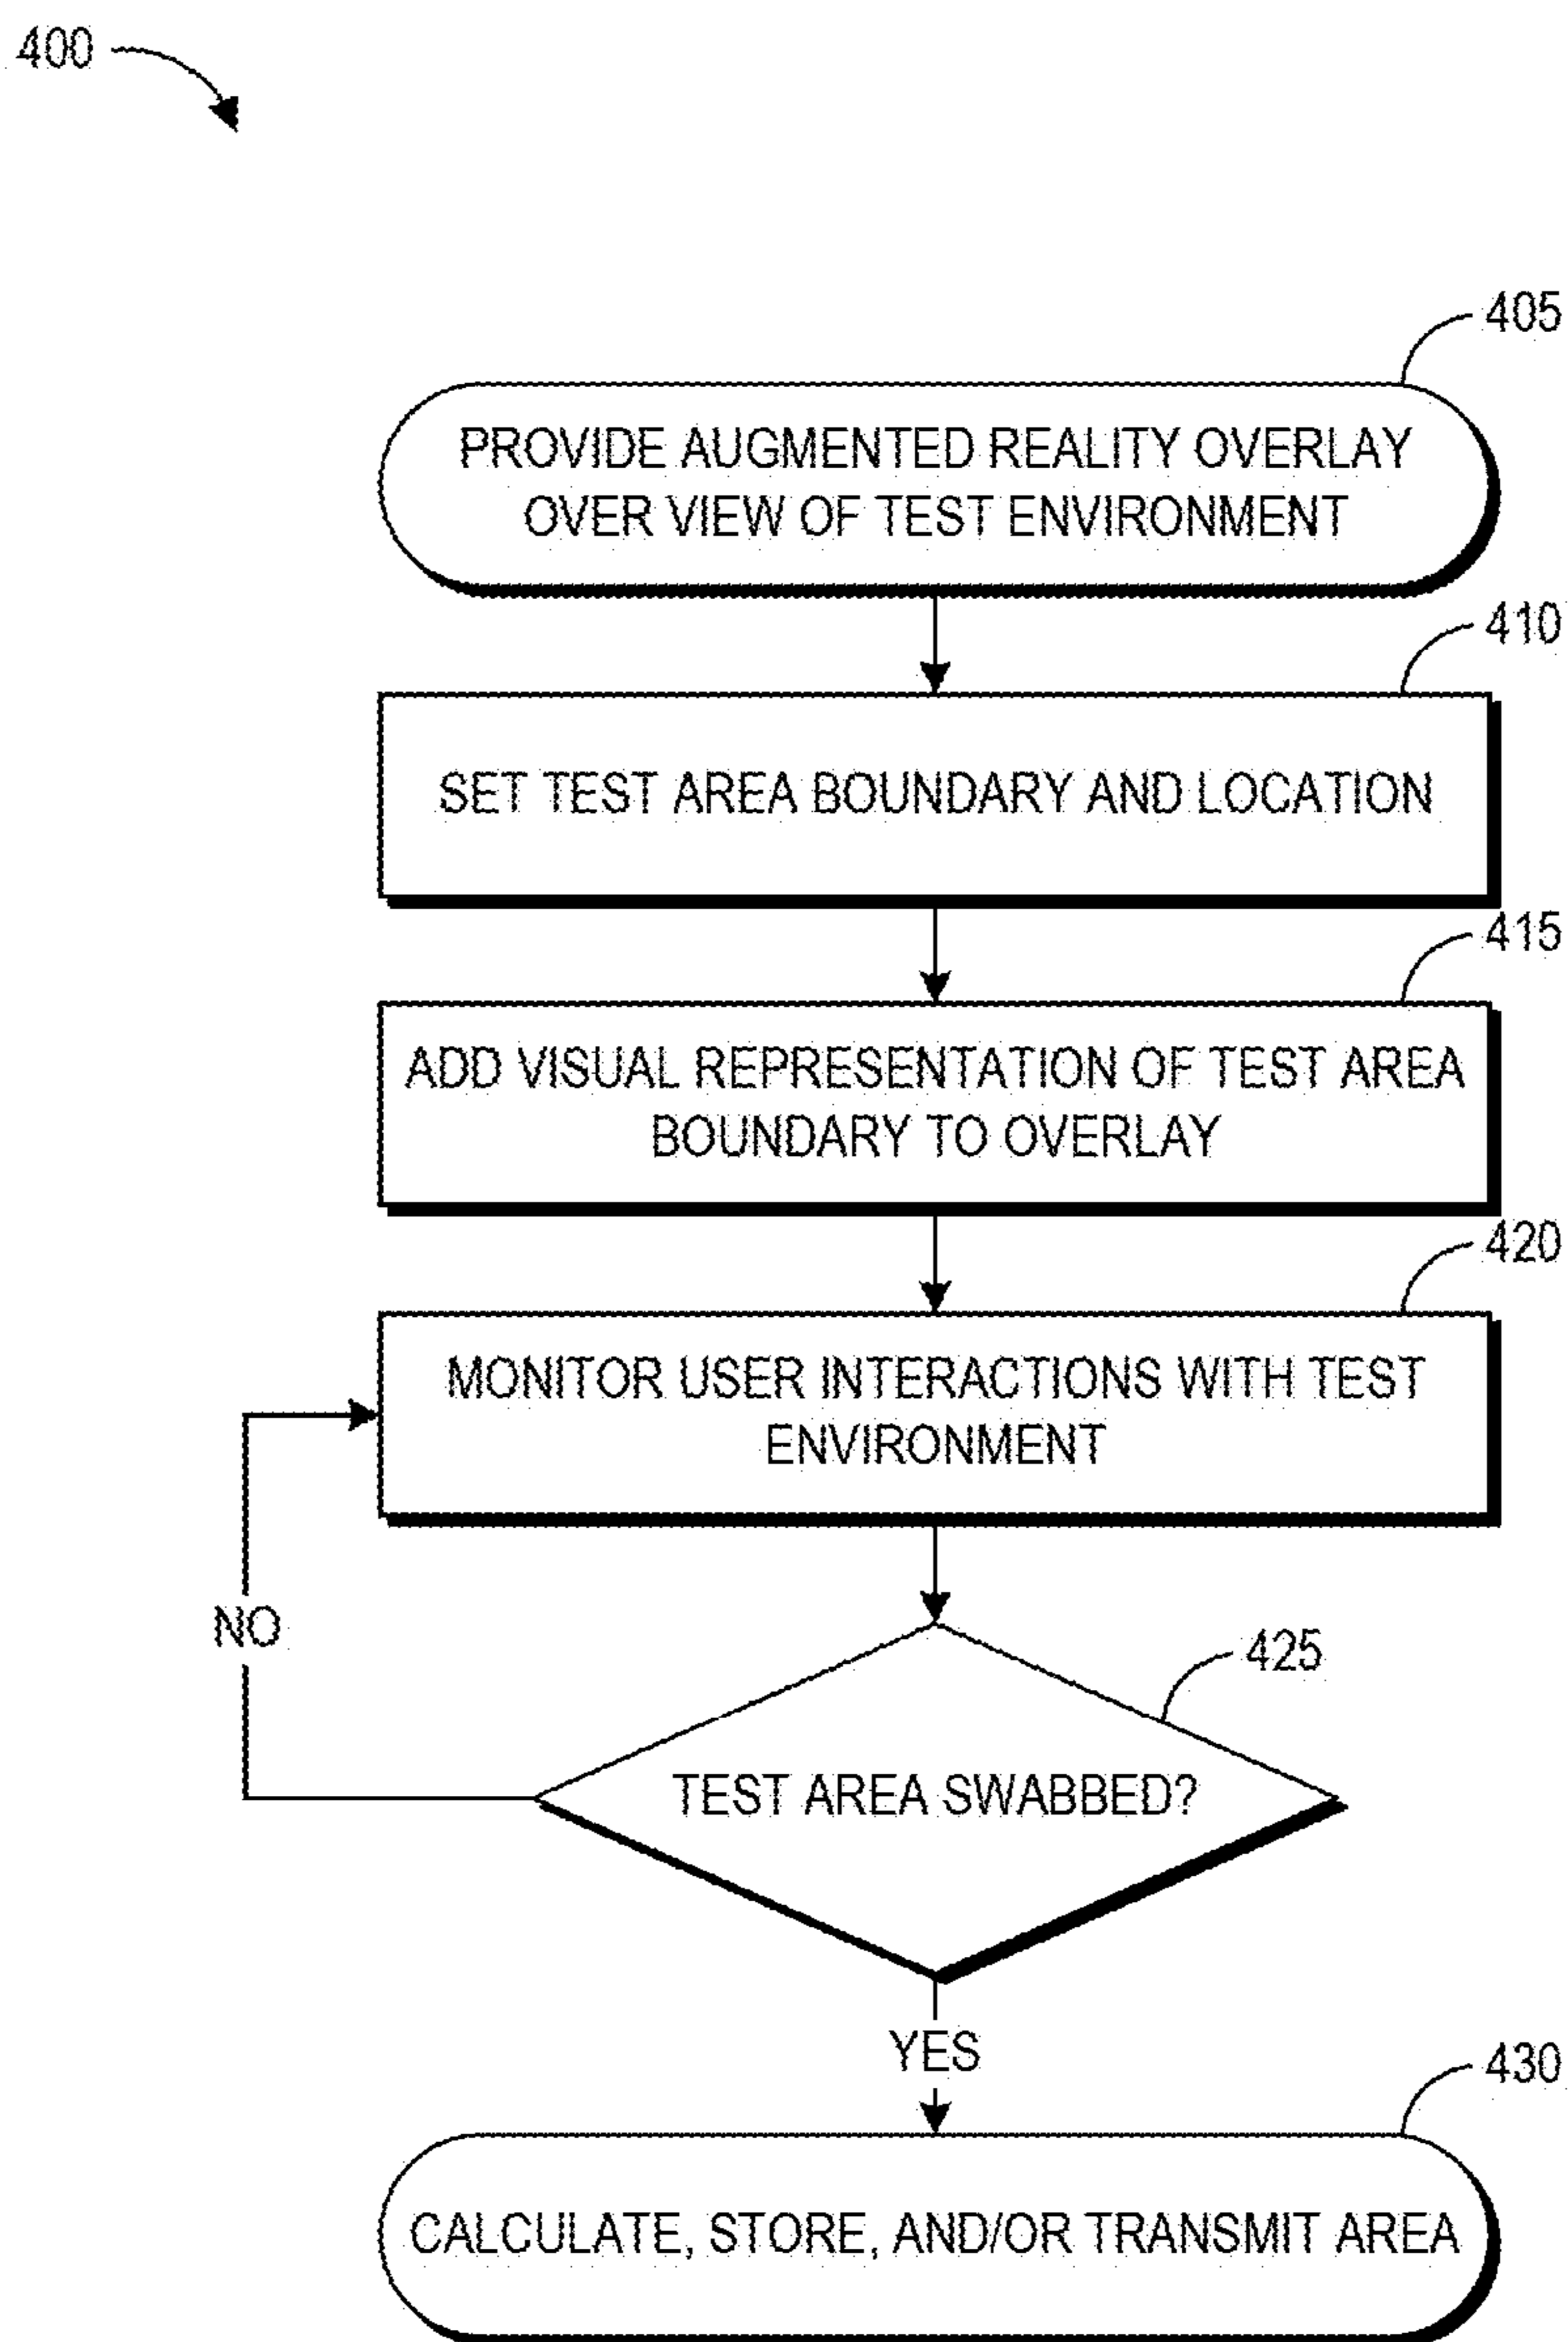 400
405
PROVIDE AUGMENTED REALITY OVERLAY
OVER VIEW OF TEST ENVIRONMENT
410
SET TEST AREA BOUNDARY AND LOCATION
415
ADD VISUAL REPRESENTATION OF TEST AREA
BOUNDARY TO OVERLAY
420
MONITOR USER INTERACTIONS WITH TEST
ENVIRONMENT
NO
425
TEST AREA SWABBED?
YES
430
CALCULATE, STORE, AND/OR TRANSMIT AREA